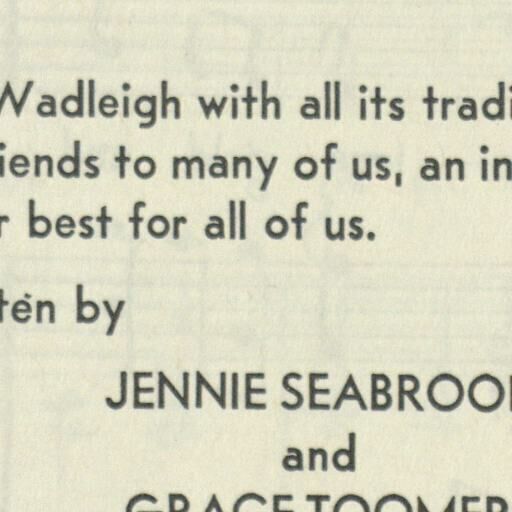 Wadleigh with all its tradi
iends to many of us, an in
r best for all of us.
ten by
JENNIE SEABROO
and
GRACE TOOMER